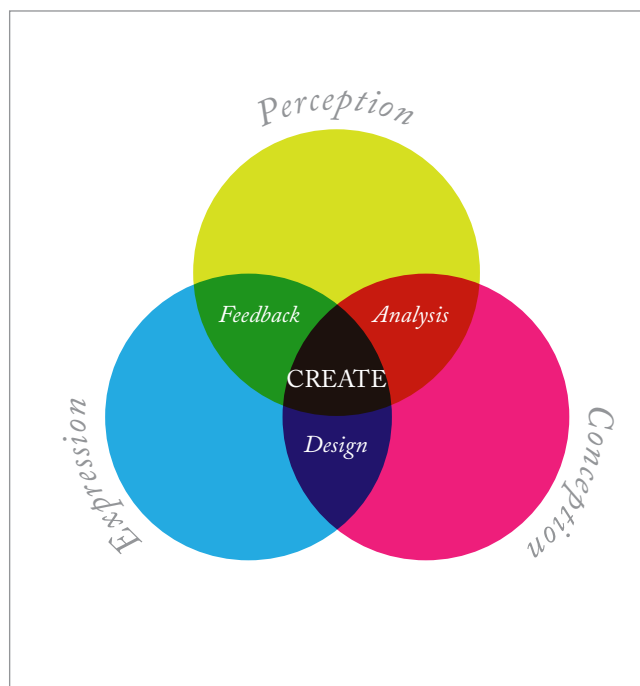 Perception
Feedback
Analysis
CREATE
Design
Expression
Conception